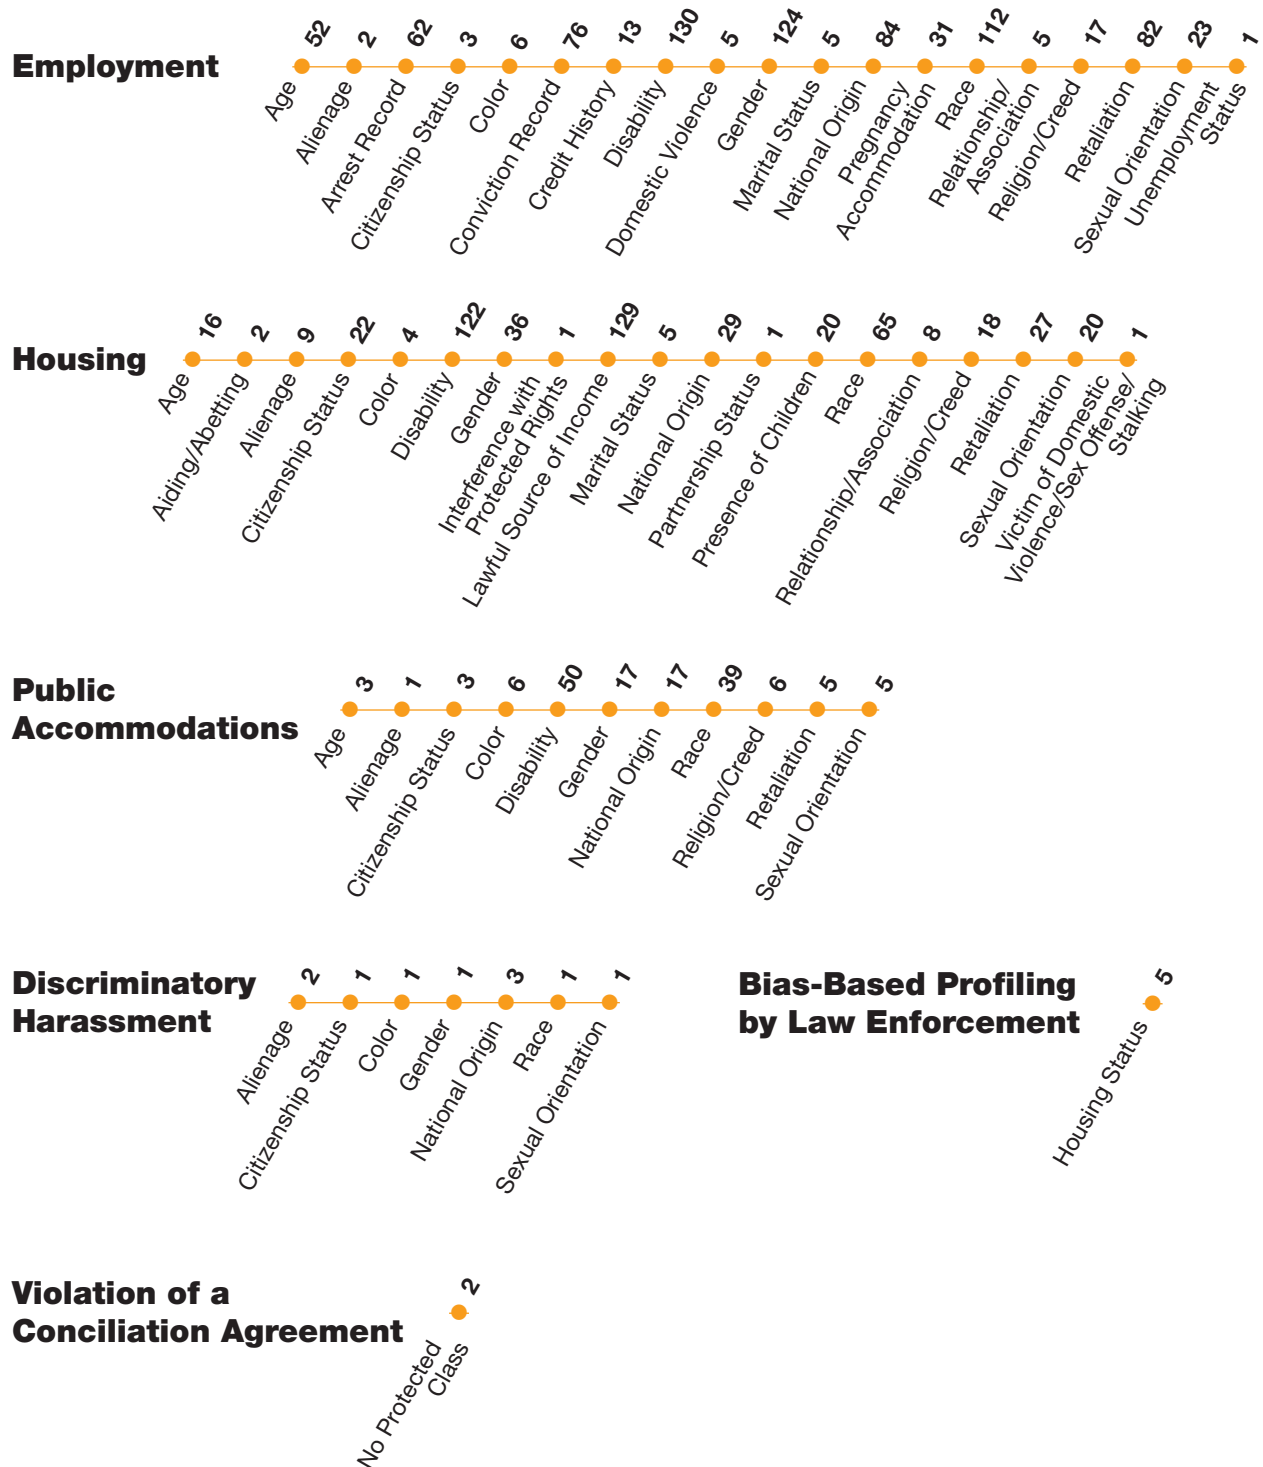 Employment
52 2 62 3 6 76 13 130 5 124 5 84 31 112 5 17 82 23 1
Age
Alienage
Arrest Record
Citizenship Status
Color
Conviction Record
Credit History
Disability
Domestic Violence
Gender
Marital Status
National Origin
Pregnancy
Accommodation
Race
Relationship/
Association
Religion/Creed
Retaliation
Sexual Orientation
Unemployment
Status
Housing
16 2 9 22 4 122 36 1 129 5 29 1 20 65 8 18 27 20 1
Age
Aiding/Abetting
Alienage
Citizenship Status
Color
Disability
Gender
Interference with
Protected Rights
Lawful Source of Income
Marital Status
National Origin
Partnership Status
Presence of Children
Race
Relationship/Association
Religion/Creed
Retaliation
Sexual Orientation
Victim of Domestic
Violence/Sex Offense/
Stalking
Public
Accommodations
3 1 3 6 50 17 17 39 6 5 5
Age
Alienage
Citizenship Status
Color
Disability
Gender
National Origin
Race
Religion/Creed
Retaliation
Sexual Orientation
Discriminatory
Harassment
2 1 1 1 3 1 1
Alienage
Citizenship Status
Color
Gender
National Origin
Race
Sexual Orientation
Bias-Based Profiling
by Law Enforcement
5
Housing Status
Violation of a
Conciliation Agreement
2
No Protected
Class